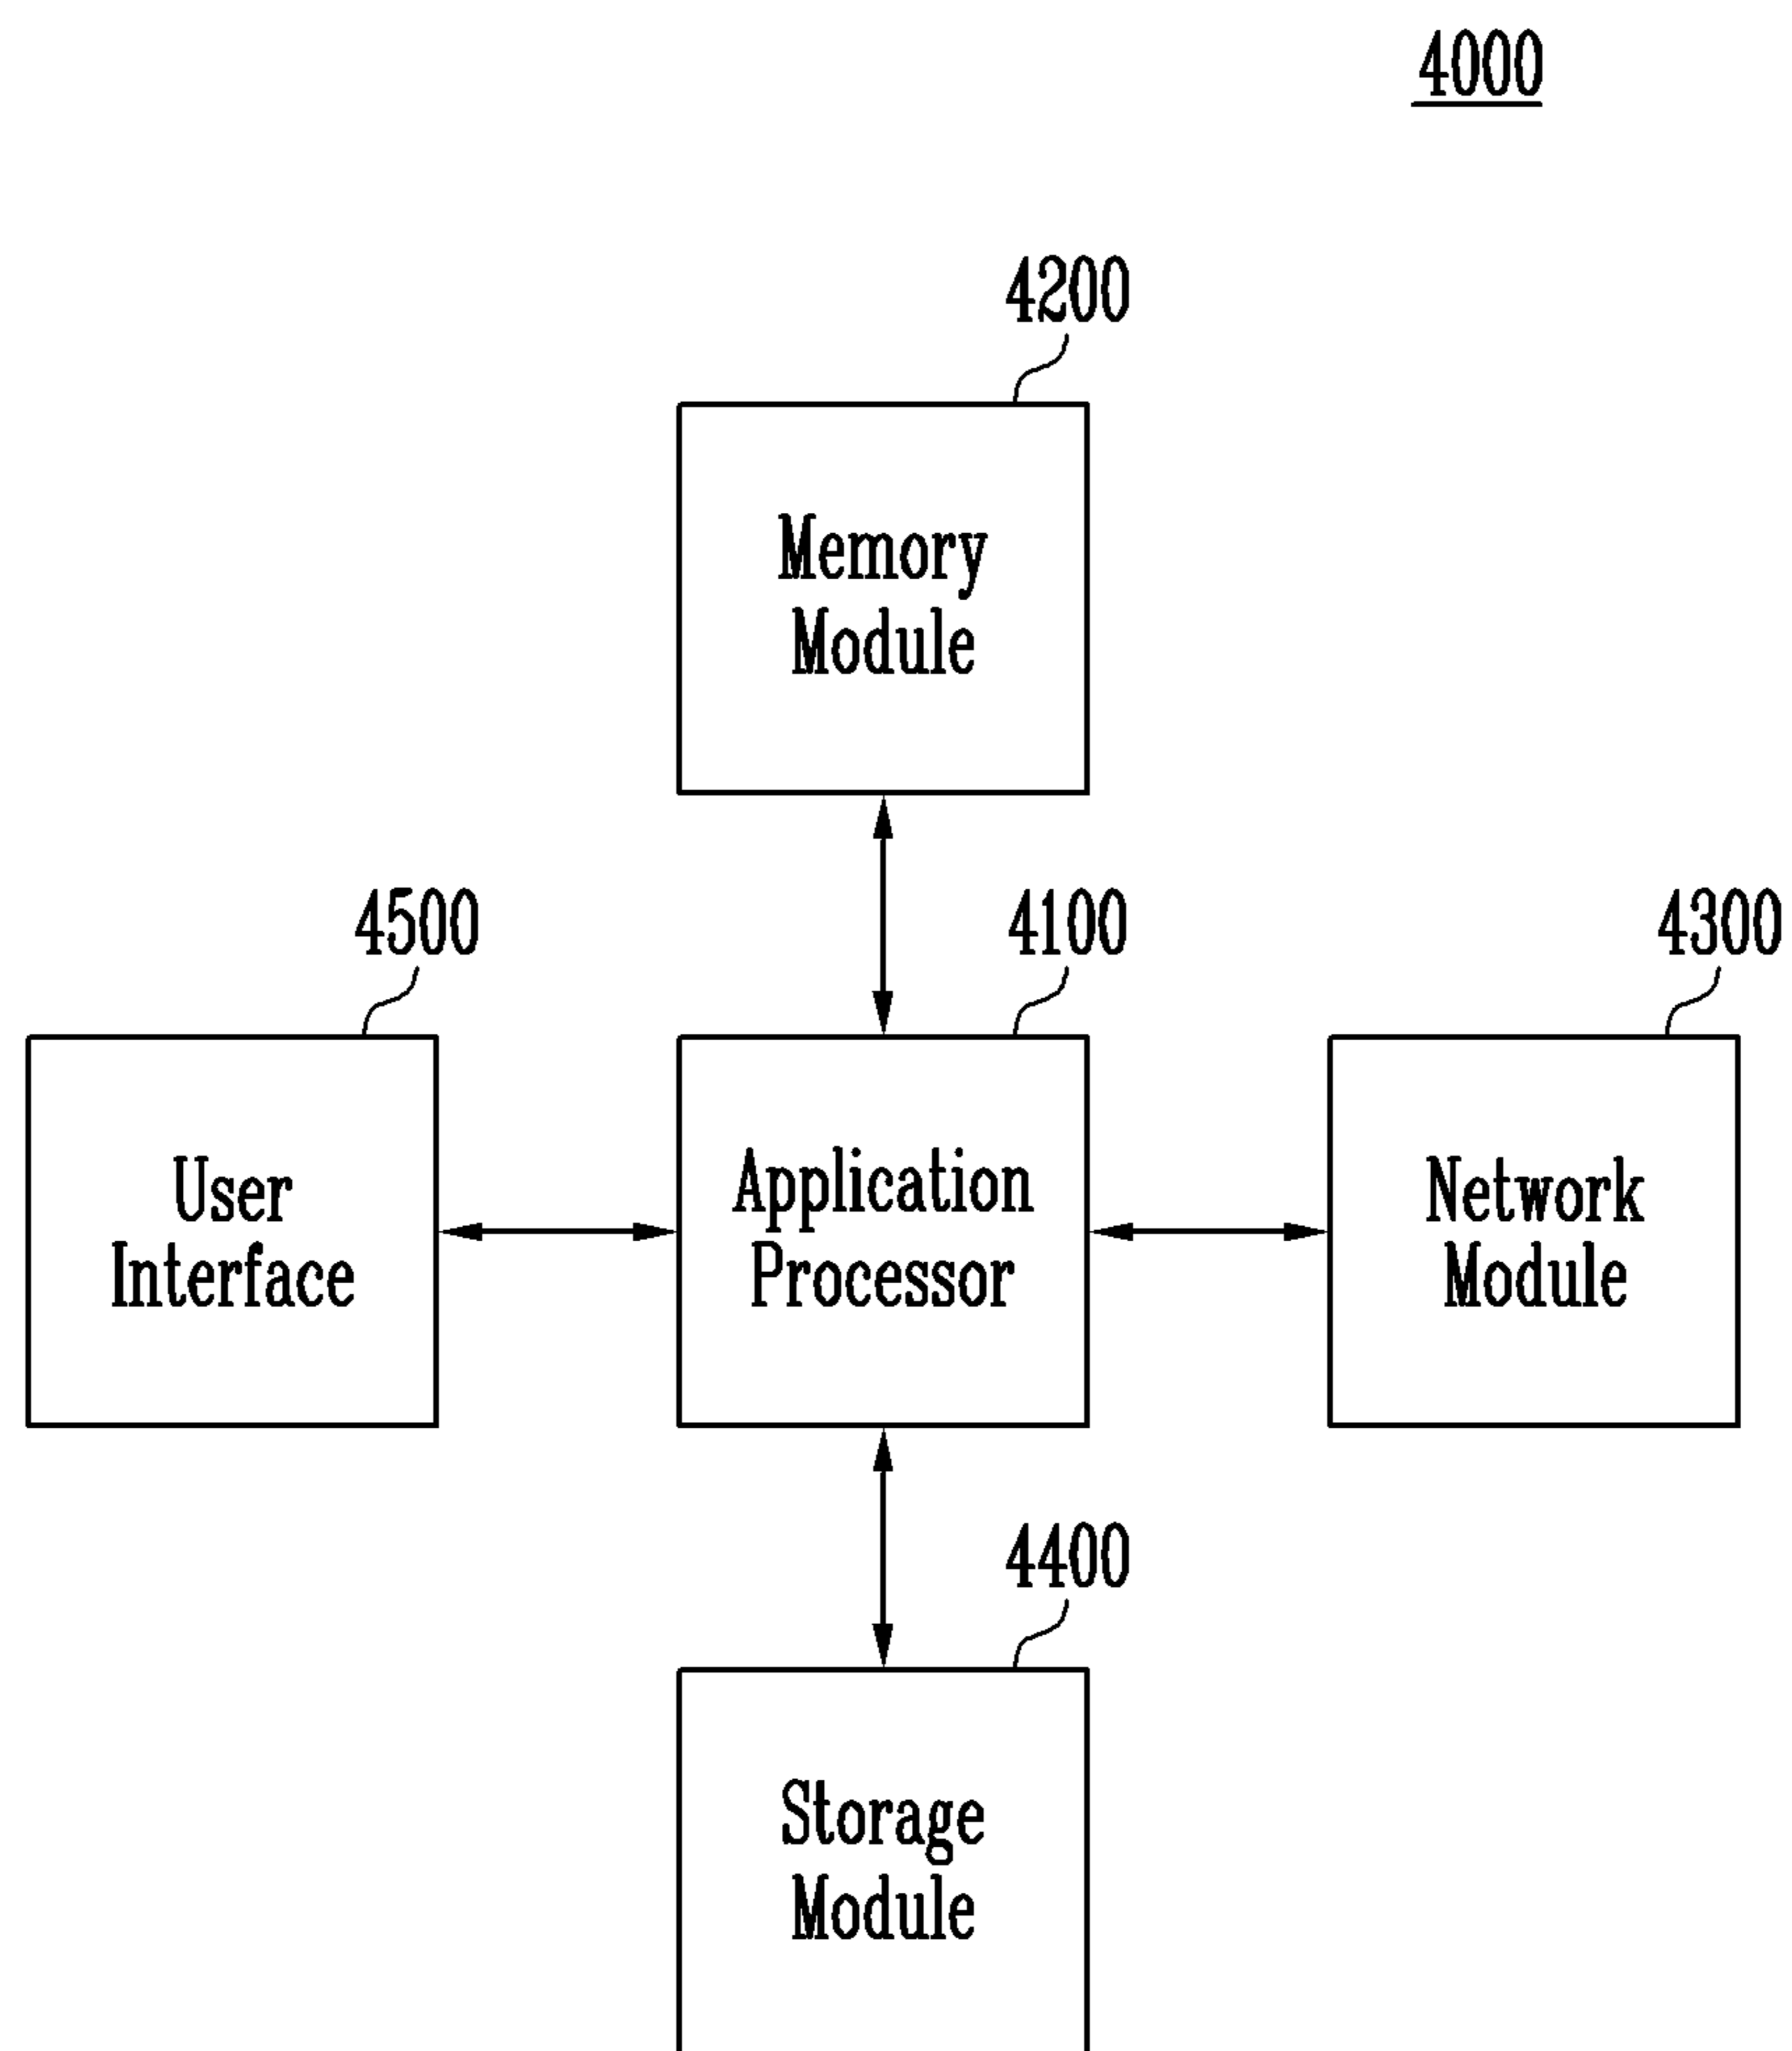 4000
4200
Memory
Module
4500
4100
4300
User
Interface
Application
Processor
Network
Module
4400
Storage
Module